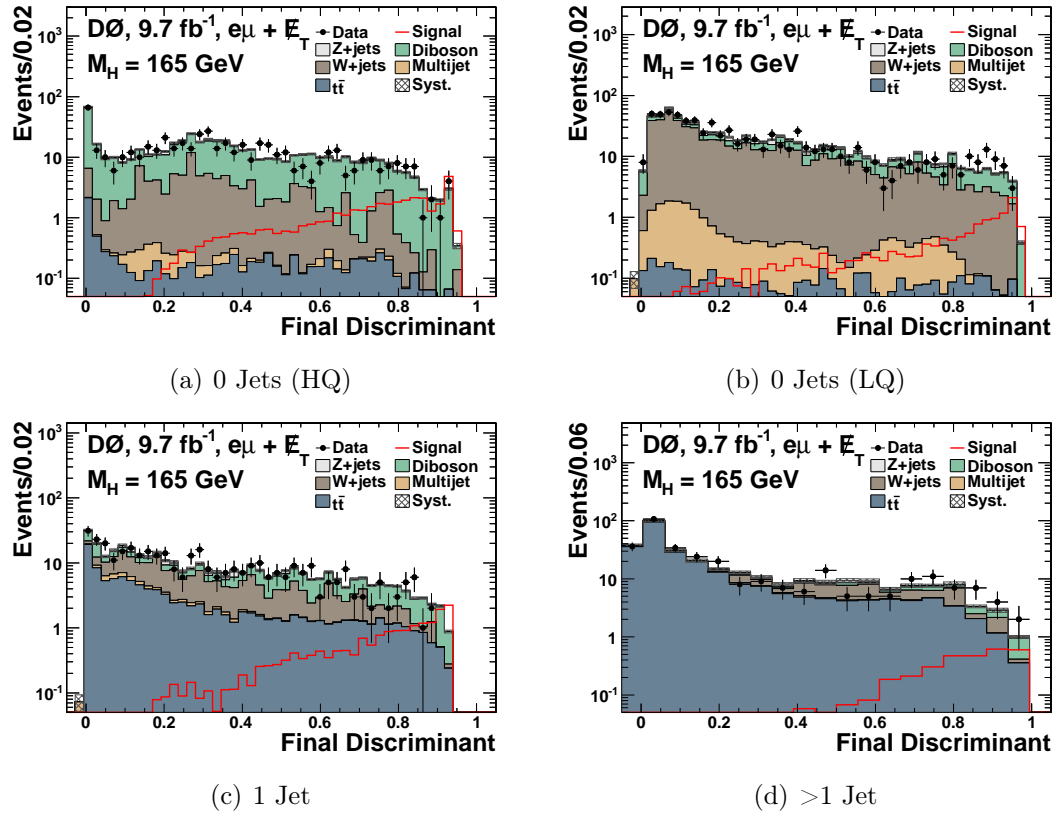 Events/0.02
10³
10²
10
1
10⁻¹
DØ, 9.7 fb⁻¹, eμ + E̸_T
M_H = 165 GeV
Data
Signal
Z+jets
Diboson
W+jets
Multijet
tt̄
Syst.
0 0.2 0.4 0.6 0.8 1
Final Discriminant
(a) 0 Jets (HQ)
Events/0.02
10³
10²
10
1
10⁻¹
DØ, 9.7 fb⁻¹, eμ + E̸_T
M_H = 165 GeV
Data
Signal
Z+jets
Diboson
W+jets
Multijet
tt̄
Syst.
0 0.2 0.4 0.6 0.8 1
Final Discriminant
(b) 0 Jets (LQ)
Events/0.02
10³
10²
10
1
10⁻¹
DØ, 9.7 fb⁻¹, eμ + E̸_T
M_H = 165 GeV
Data
Signal
Z+jets
Diboson
W+jets
Multijet
tt̄
Syst.
0 0.2 0.4 0.6 0.8 1
Final Discriminant
(c) 1 Jet
Events/0.06
10³
10²
10
1
10⁻¹
DØ, 9.7 fb⁻¹, eμ + E̸_T
M_H = 165 GeV
Data
Signal
Z+jets
Diboson
W+jets
Multijet
tt̄
Syst.
0 0.2 0.4 0.6 0.8 1
Final Discriminant
(d) >1 Jet